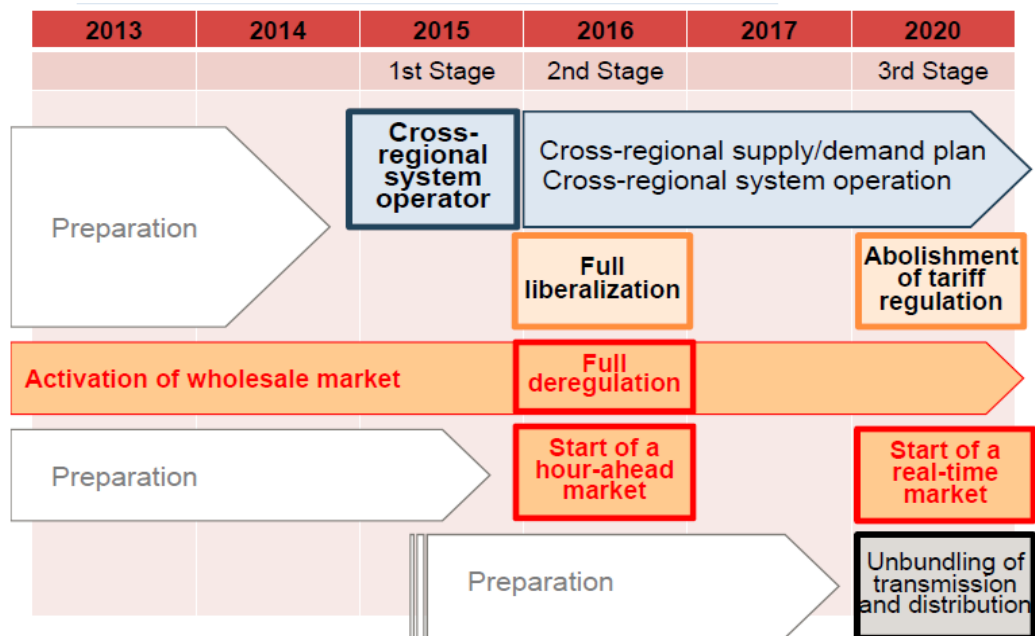 2013 2014 2015 2016 2017 2020
1st Stage 2nd Stage 3rd Stage
Cross-
regional
system
operator
Cross-regional supply/demand plan
Cross-regional system operation
Preparation
Full
liberalization
Abolishment
of tariff
regulation
Activation of wholesale market
Full
deregulation
Preparation
Start of a
hour-ahead
market
Start of a
real-time
market
Preparation
Unbundling of
transmission
and distribution